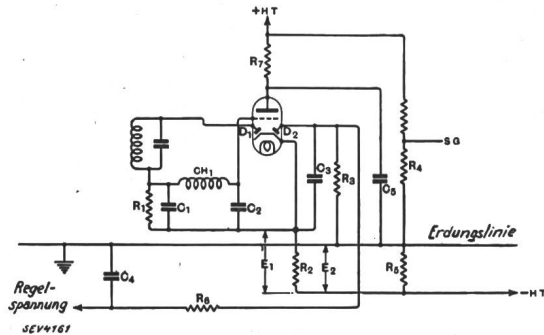 +HT
R7
D1
D2
SG
R4
CH1
C3
R3
C5
R1
C1
C2
Erdungslinie
E1
R2
E2
R5
C4
-HT
Regel-
spannung
R6
SEV4161